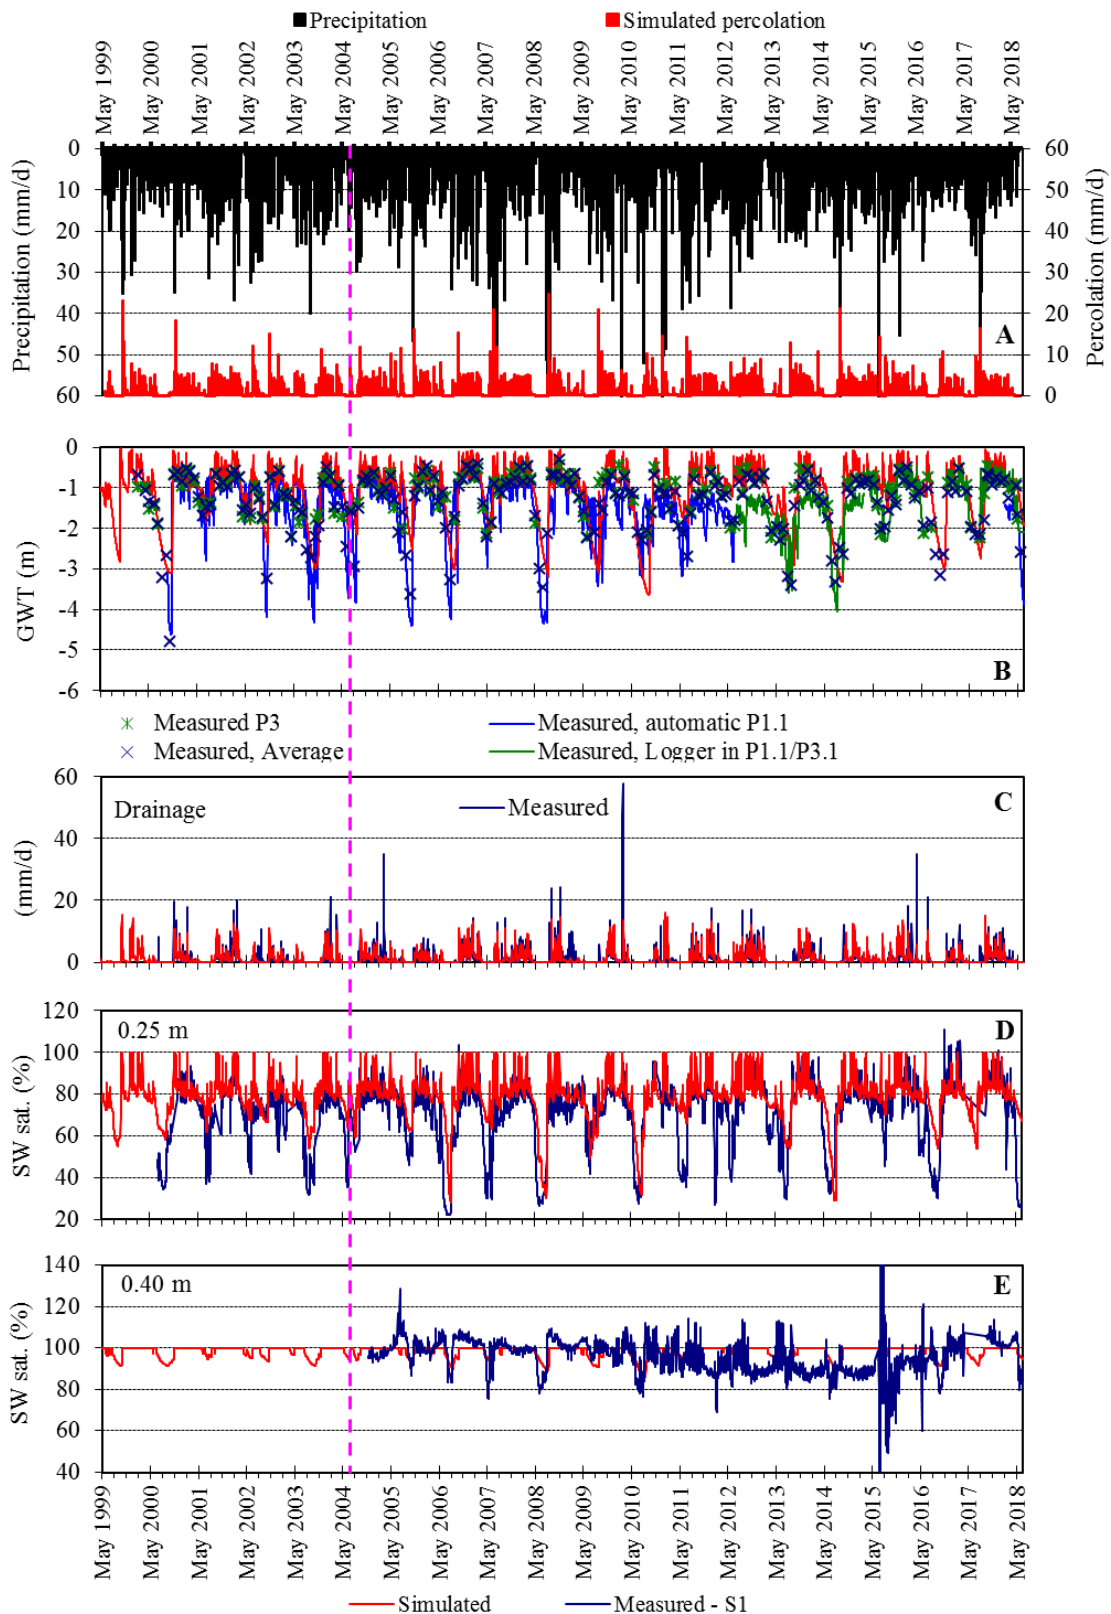 Precipitation
Simulated percolation
May 1999
May 2000
May 2001
May 2002
May 2003
May 2004
May 2005
May 2006
May 2007
May 2008
May 2009
May 2010
May 2011
May 2012
May 2013
May 2014
May 2015
May 2016
May 2017
May 2018
Precipitation (mm/d)
0
10
20
30
40
50
60
A
60
50
40
30
20
10
0
Percolation (mm/d)
GWT (m)
0
-1
-2
-3
-4
-5
-6
B
Measured P3
Measured, automatic P1.1
Measured, Average
Measured, Logger in P1.1/P3.1
(mm/d)
60
40
20
0
Drainage
Measured
C
SW sat. (%)
120
100
80
60
40
20
0.25 m
D
SW sat. (%)
140
120
100
80
60
40
0.40 m
E
May 1999
May 2000
May 2001
May 2002
May 2003
May 2004
May 2005
May 2006
May 2007
May 2008
May 2009
May 2010
May 2011
May 2012
May 2013
May 2014
May 2015
May 2016
May 2017
May 2018
Simulated
Measured - S1